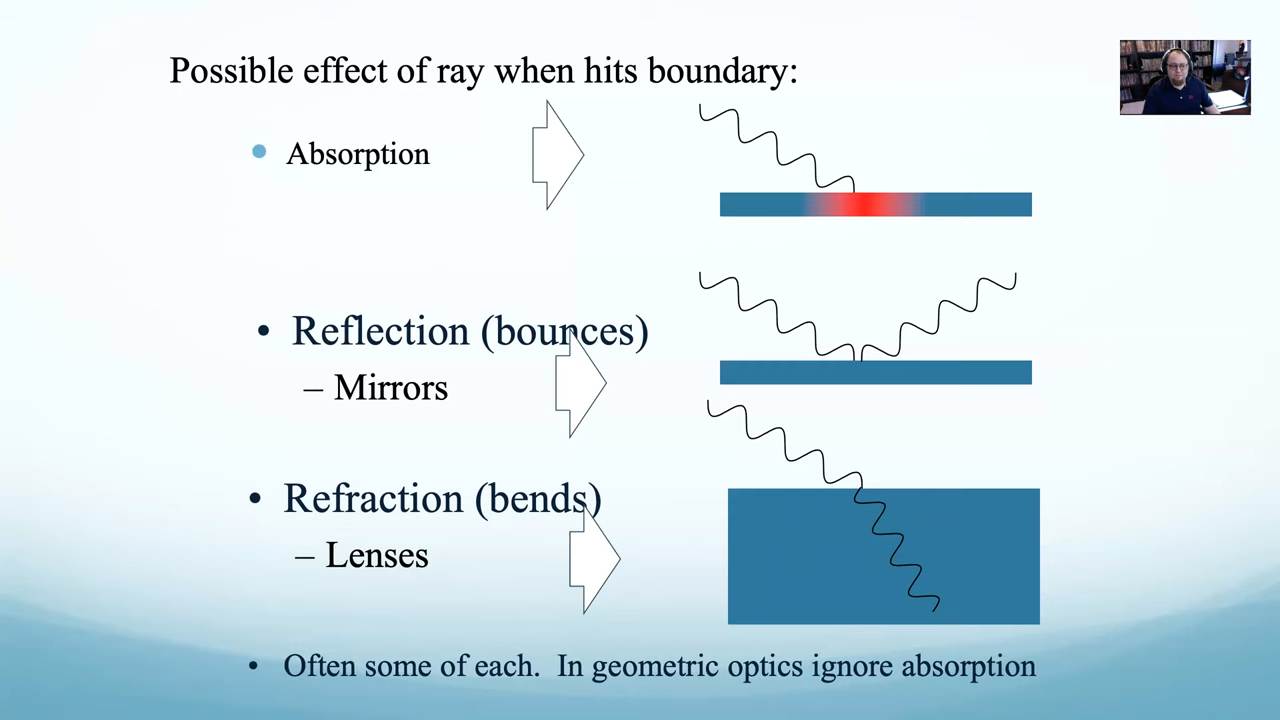 Possible effect of ray when hits boundary:
• Absorption
• Reflection (bounces)
– Mirrors
• Refraction (bends)
– Lenses
• Often some of each. In geometric optics ignore absorption